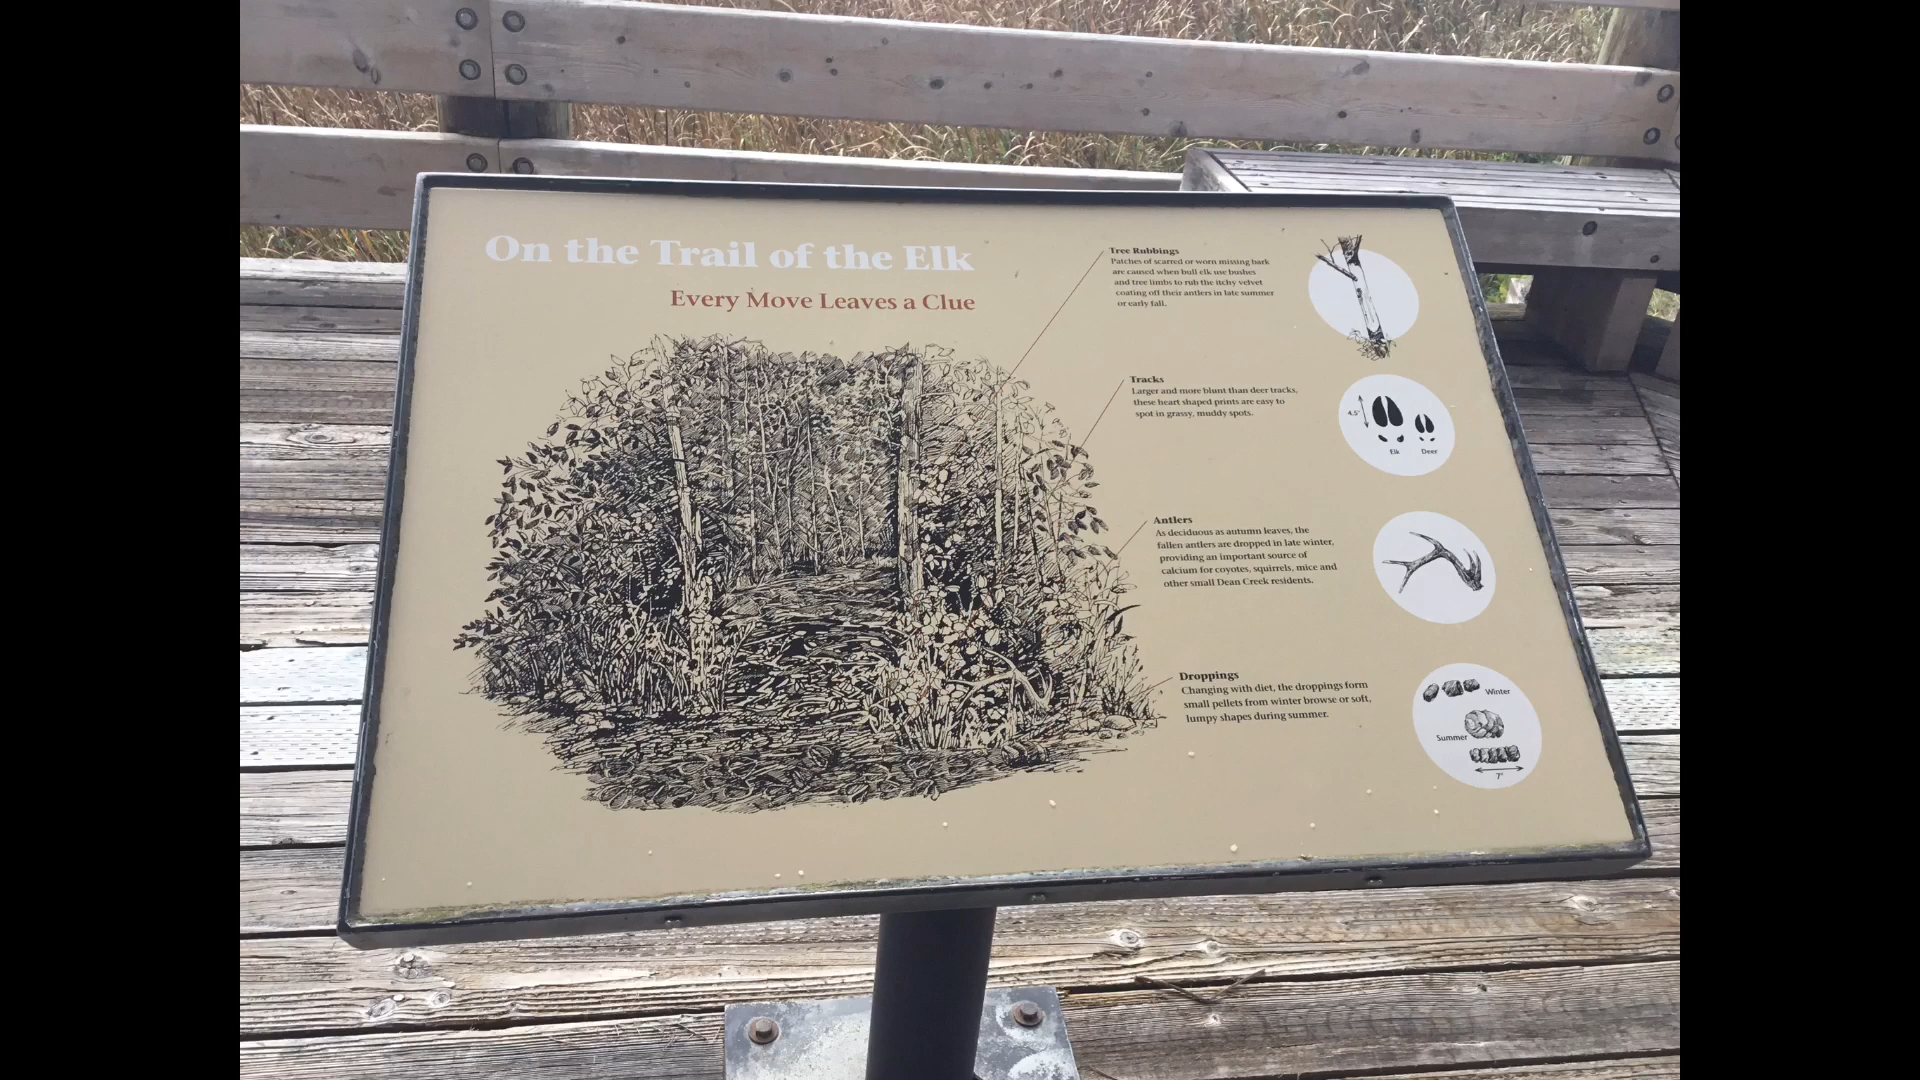 On the Trail of the Elk
Every Move Leaves a Clue
Tree Rubbings
Patches of scarred or worn missing bark
are caused when bull elk use bushes
and tree limbs to rub the itchy velvet
coating off their antlers in late summer
or early fall.
Tracks
Larger and more blunt than deer tracks,
these heart shaped prints are easy to
spot in grassy, muddy spots.
4.5"
Elk
Deer
Antlers
As deciduous as autumn leaves, the
fallen antlers are dropped in late winter,
providing an important source of
calcium for coyotes, squirrels, mice and
other small Dean Creek residents.
Droppings
Changing with diet, the droppings form
small pellets from winter browse or soft,
lumpy shapes during summer.
Winter
Summer
7"